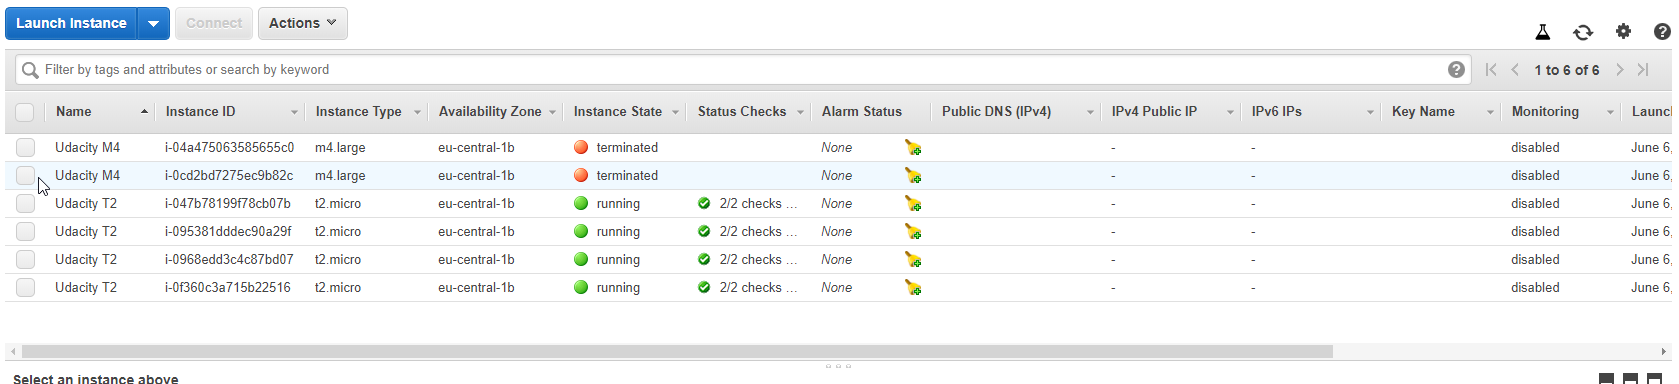 Launch Instance Connect Actions
Filter by tags and attributes or search by keyword 1 to 6 of 6
Name Instance ID Instance Type Availability Zone Instance State Status Checks Alarm Status Public DNS (IPv4) IPv4 Public IP IPv6 IPs Key Name Monitoring Launc
Udacity M4 i-04a475063585655c0 m4.large eu-central-1b terminated None - - disabled June 6,
Udacity M4 i-0cd2bd7275ec9b82c m4.large eu-central-1b terminated None - - disabled June 6,
Udacity T2 i-047b78199f78cb07b t2.micro eu-central-1b running 2/2 checks ... None - - disabled June 6,
Udacity T2 i-095381dddec90a29f t2.micro eu-central-1b running 2/2 checks ... None - - disabled June 6,
Udacity T2 i-0968edd3c4c87bd07 t2.micro eu-central-1b running 2/2 checks ... None - - disabled June 6,
Udacity T2 i-0f360c3a715b22516 t2.micro eu-central-1b running 2/2 checks ... None - - disabled June 6,
Select an instance above